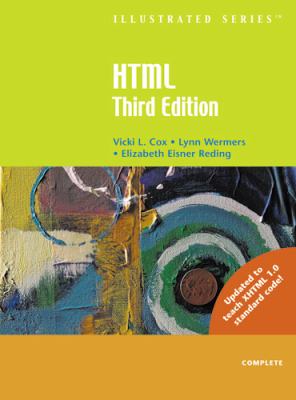 ILLUSTRATED SERIES™
HTML
Third Edition
Vicki L. Cox • Lynn Wermers
• Elizabeth Eisner Reding
Updated to
teach XHTML 1.0
standard code!
COMPLETE